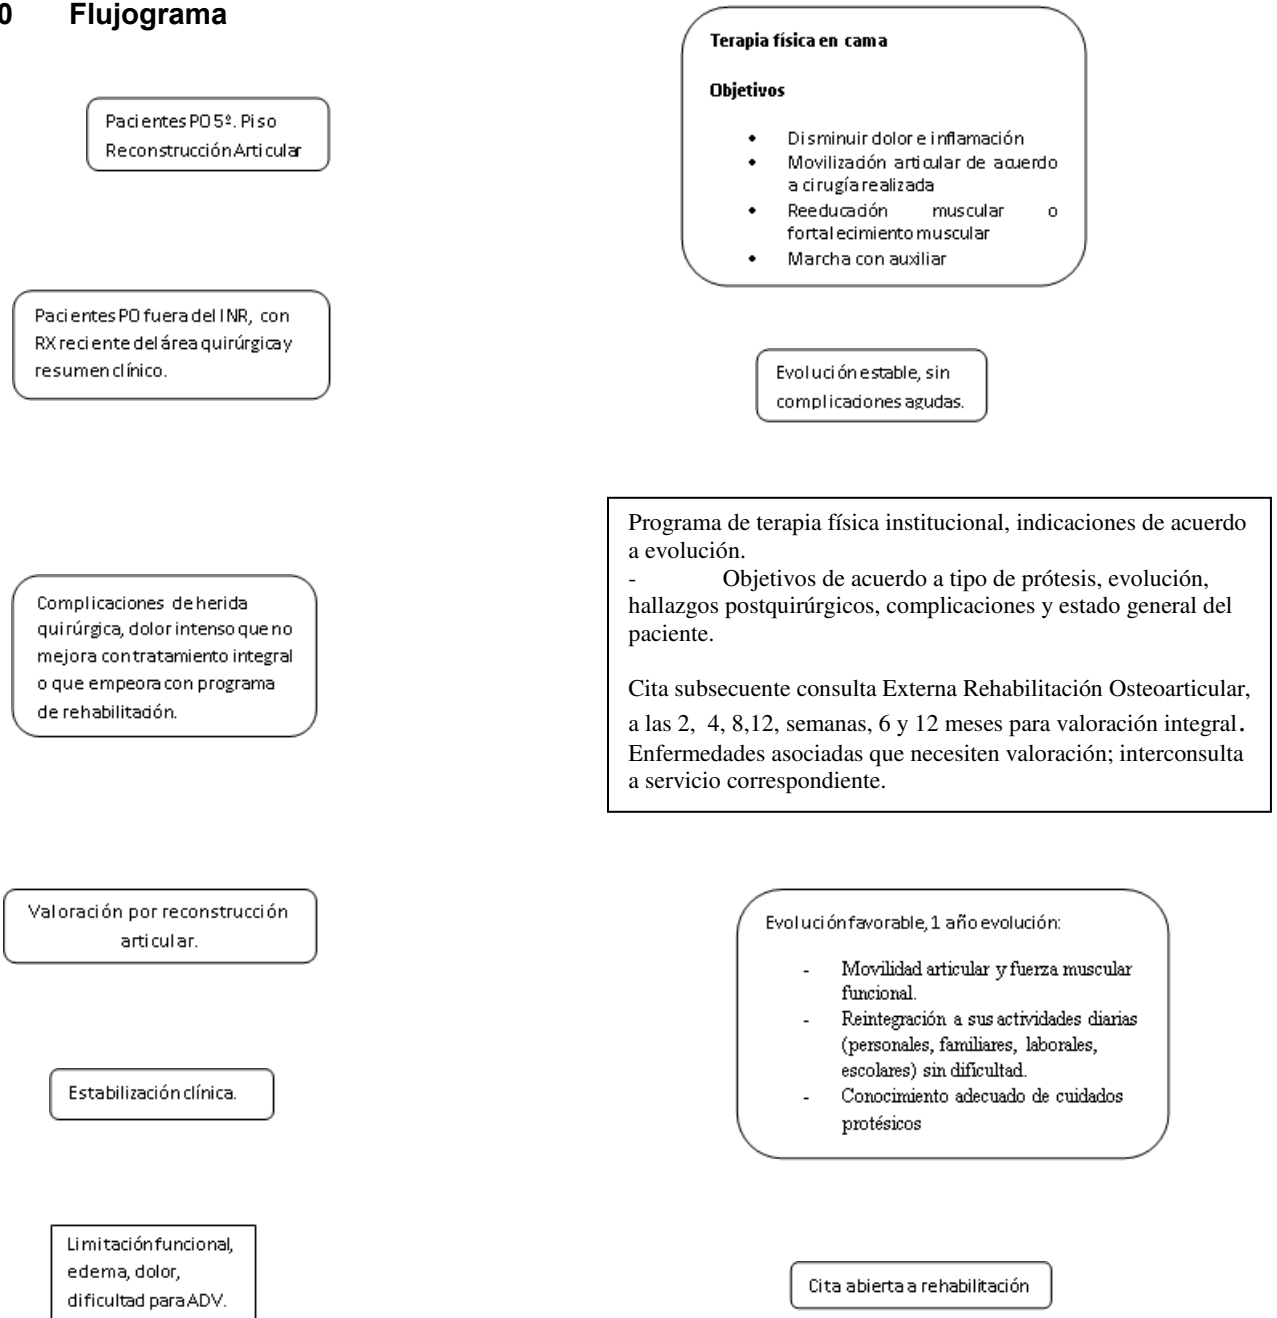 0 Flujograma
Pacientes PO 5º. Piso
Reconstrucción Articular
Pacientes PO fuera del INR, con
RX reciente del área quirúrgica y
resumen clínico.
Complicaciones de herida
quirúrgica, dolor intenso que no
mejora con tratamiento integral
o que empeora con programa
de rehabilitación.
Valoración por reconstrucción
articular.
Estabilización clínica.
Limitación funcional,
edema, dolor,
dificultad para ADV.
Terapia física en cama
Objetivos
• Disminuir dolor e inflamación
• Movilización articular de acuerdo
a cirugía realizada
• Reeducación muscular o
fortalecimiento muscular
• Marcha con auxiliar
Evolución estable, sin
complicaciones agudas.
Programa de terapia física institucional, indicaciones de acuerdo
a evolución.
- Objetivos de acuerdo a tipo de prótesis, evolución,
hallazgos postquirúrgicos, complicaciones y estado general del
paciente.
Cita subsecuente consulta Externa Rehabilitación Osteoarticular,
a las 2, 4, 8,12, semanas, 6 y 12 meses para valoración integral.
Enfermedades asociadas que necesiten valoración; interconsulta
a servicio correspondiente.
Evolución favorable, 1 año evolución:
- Movilidad articular y fuerza muscular
funcional.
- Reintegración a sus actividades diarias
(personales, familiares, laborales,
escolares) sin dificultad.
- Conocimiento adecuado de cuidados
protésicos
Cita abierta a rehabilitación